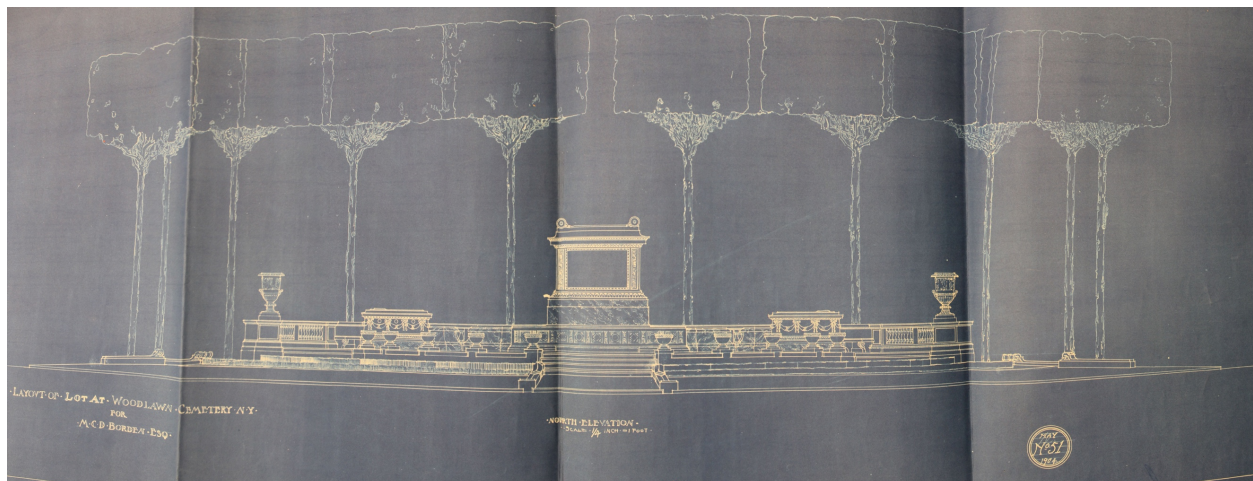 ·LAYOUT·OF·LOT·AT·WOODLAWN·CEMETERY N·Y·
FOR
·M·C·D·BORDEN·ESQ·
·NORTH·ELEVATION·
SCALE 1/4 INCH=1 FOOT·
MAY
Nº 51
1904